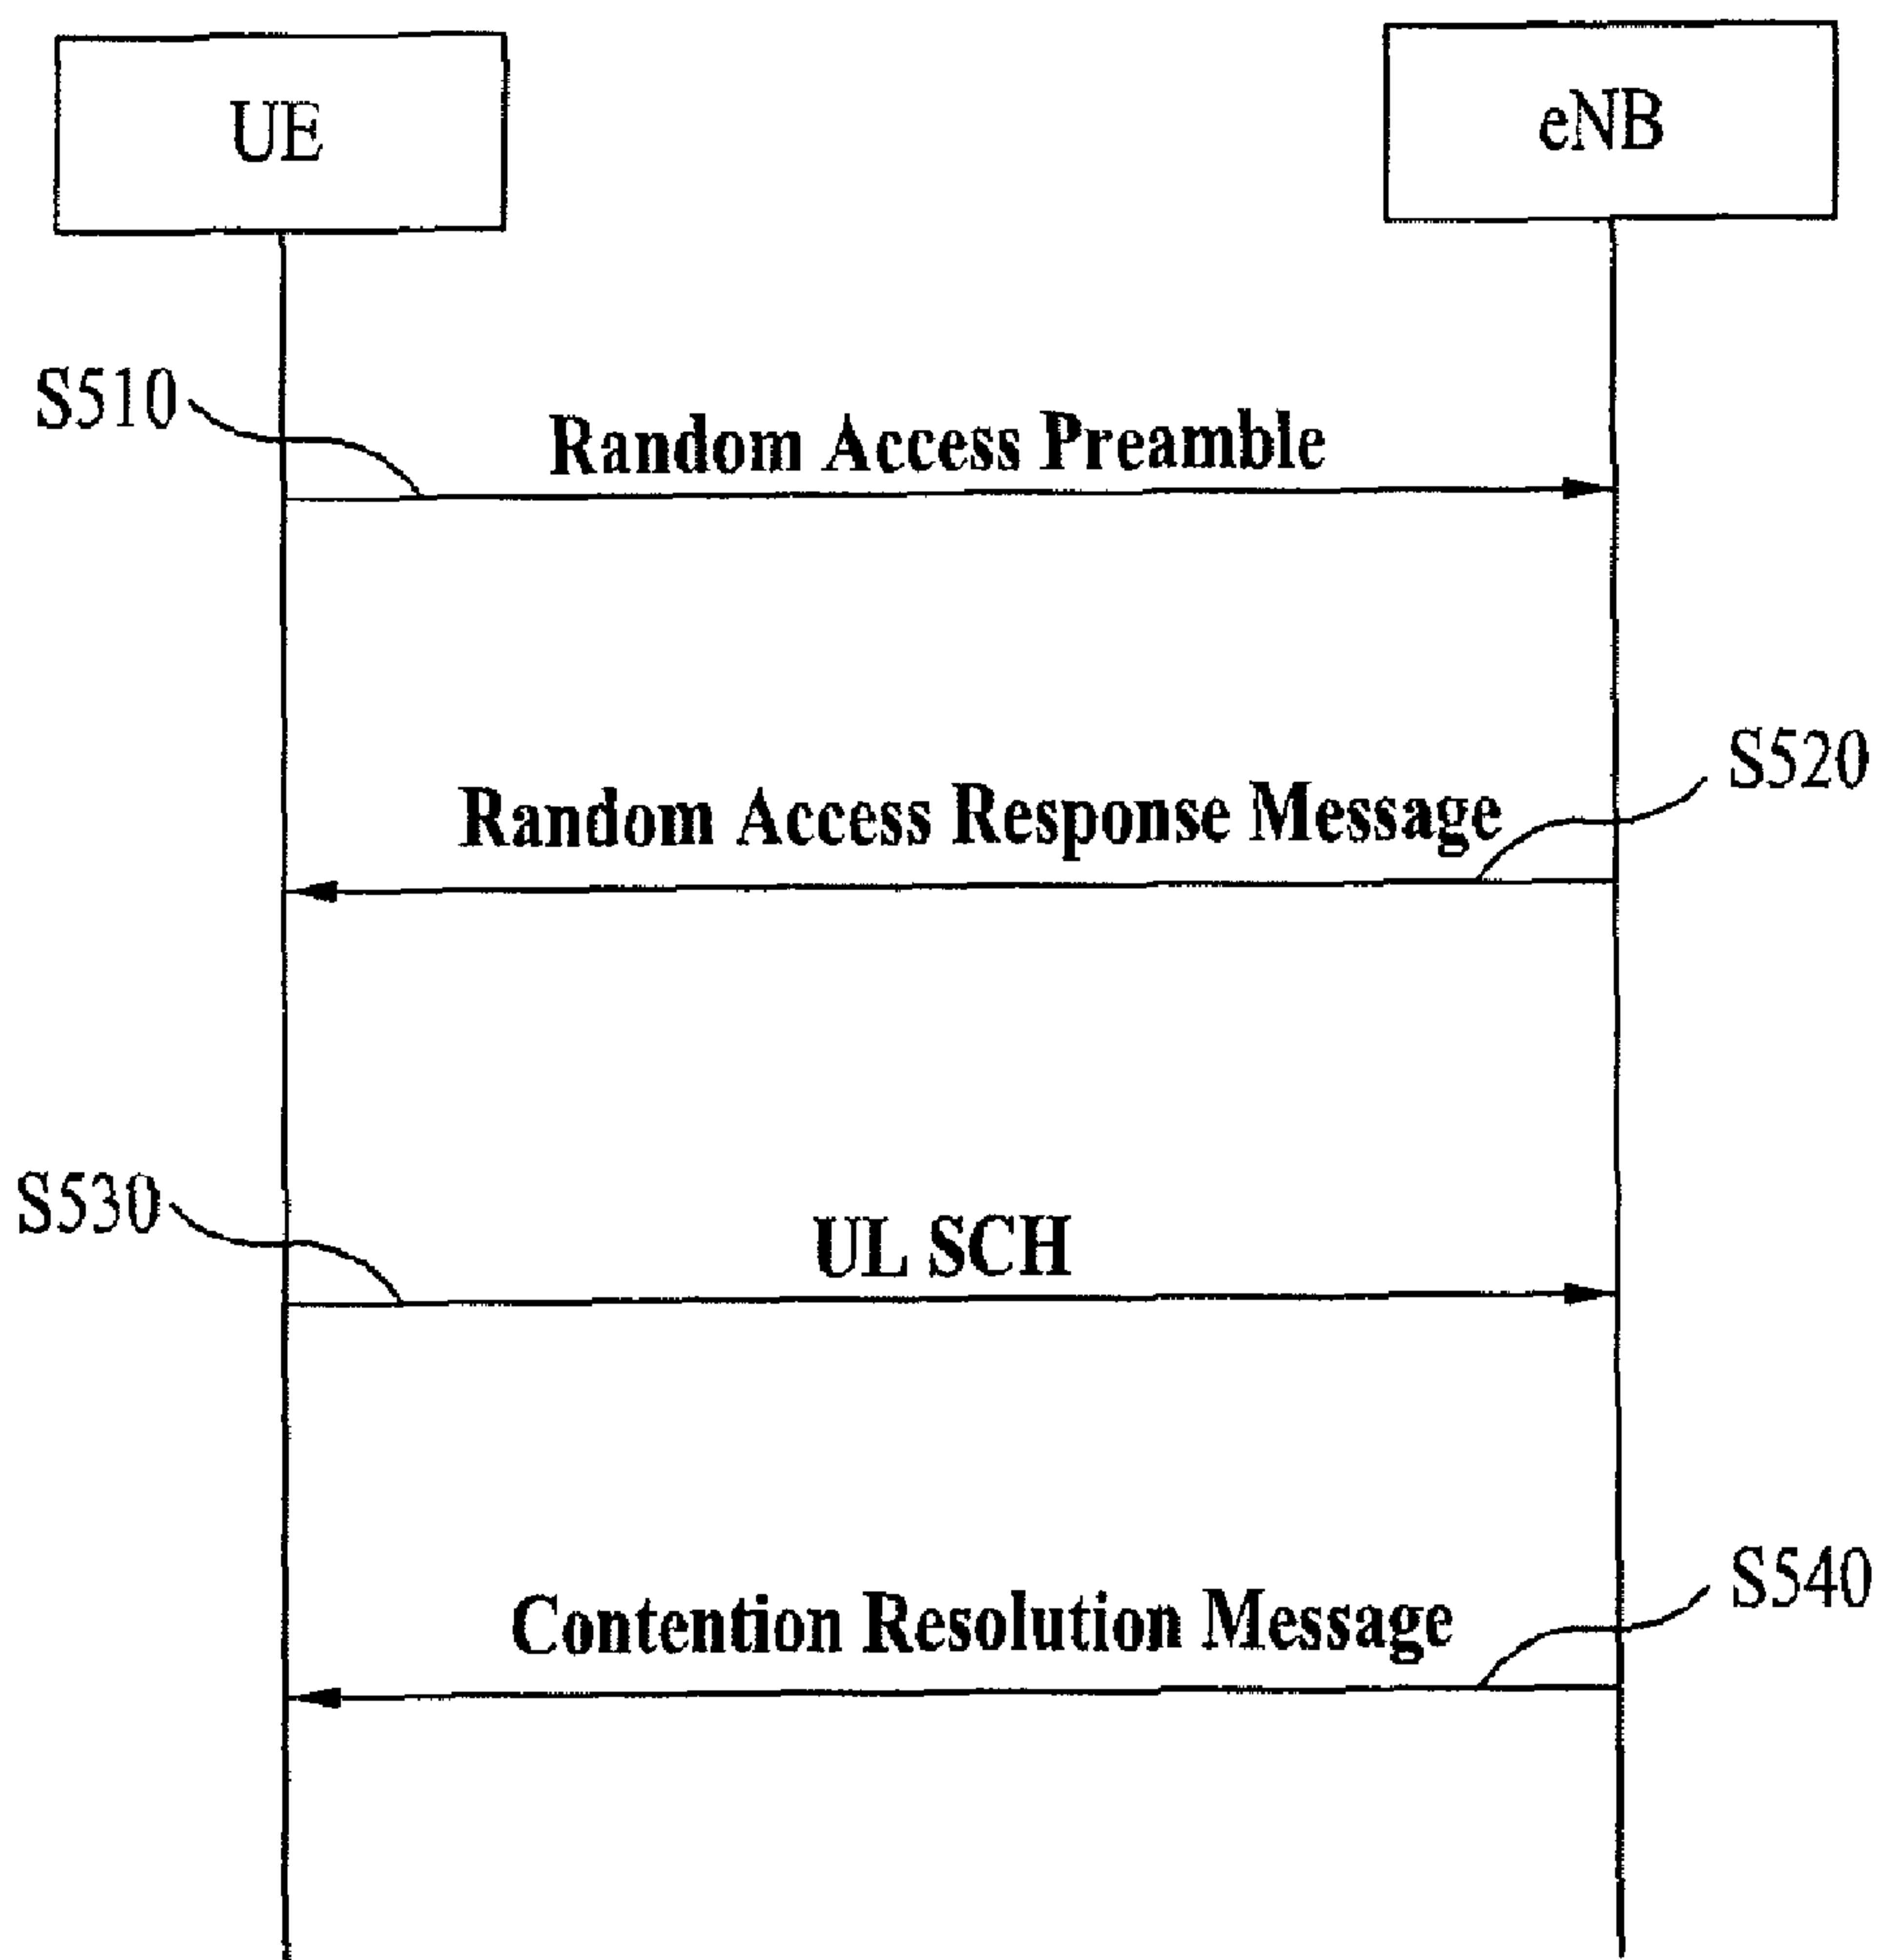 UE
eNB
S510
Random Access Preamble
S520
Random Access Response Message
S530
UL SCH
S540
Contention Resolution Message